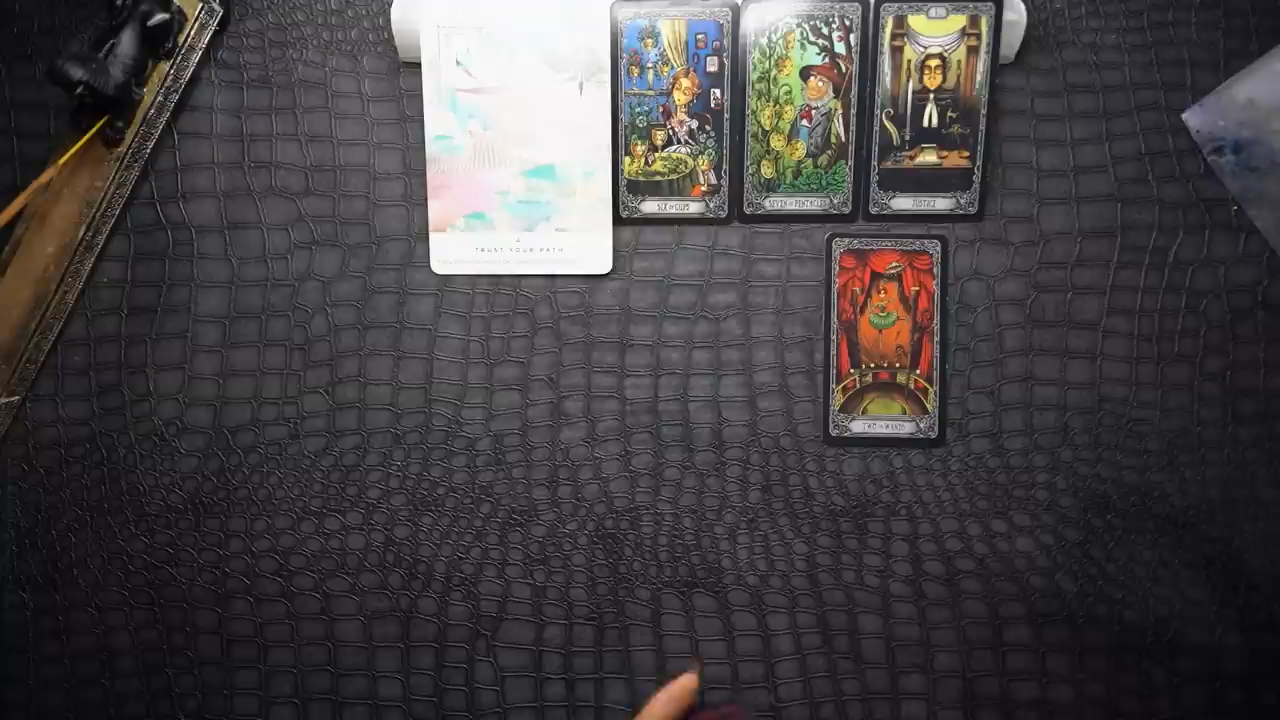 TRUST YOUR PATH
SIX OF CUPS
SEVEN OF PENTACLES
JUSTICE
TWO OF WANDS